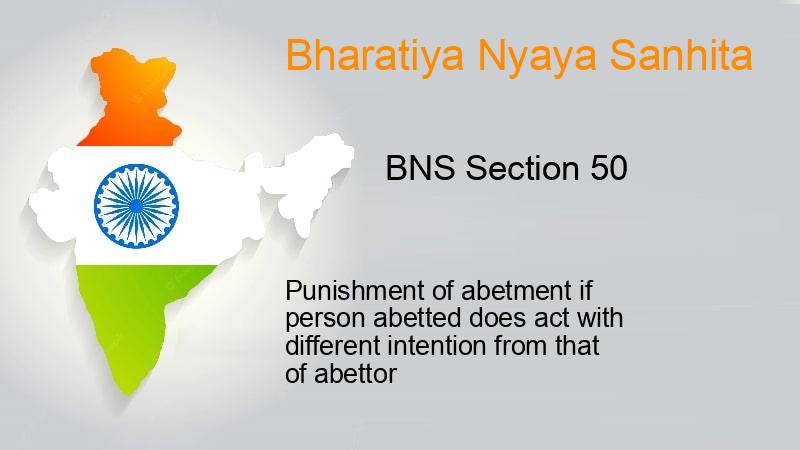 Bharatiya Nyaya Sanhita
BNS Section 50
Punishment of abetment if
person abetted does act with
different intention from that
of abettor